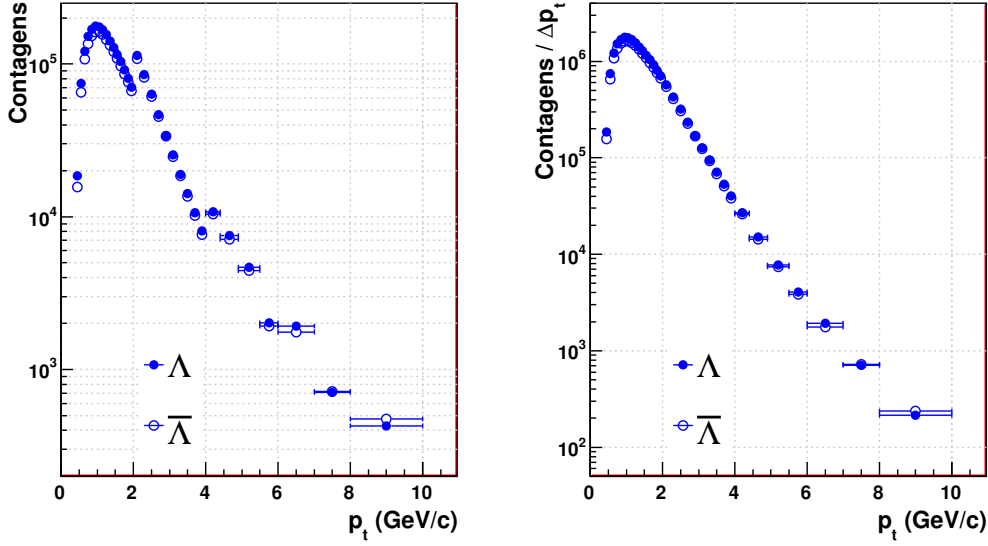 Contagens
10^5
10^4
10^3
Λ
Λ̅
0 2 4 6 8 10
p_t (GeV/c)
Contagens / Δp_t
10^6
10^5
10^4
10^3
10^2
Λ
Λ̅
0 2 4 6 8 10
p_t (GeV/c)